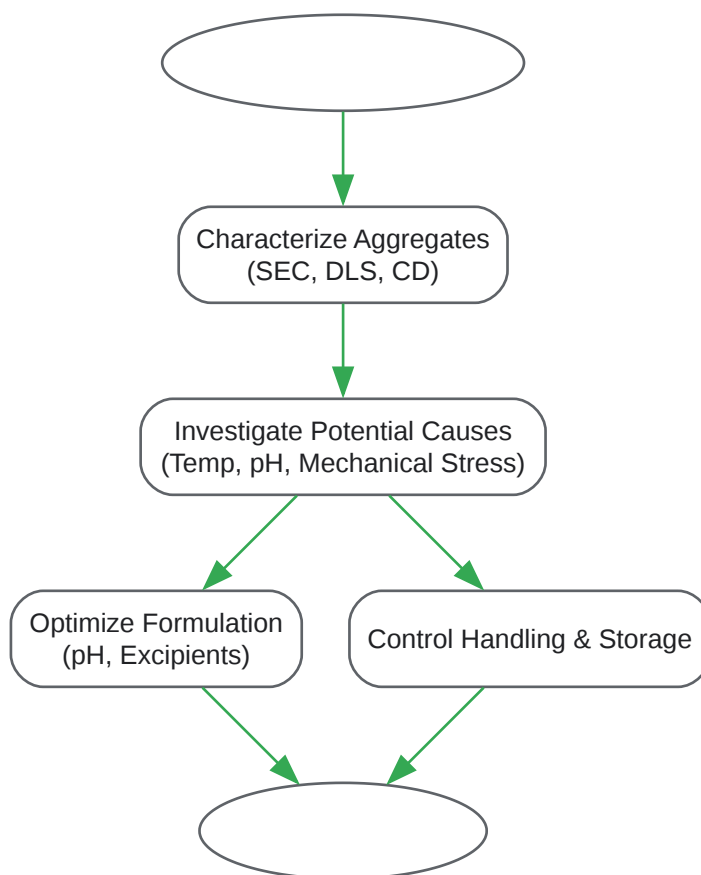 Characterize Aggregates
(SEC, DLS, CD)
Investigate Potential Causes
(Temp, pH, Mechanical Stress)
Optimize Formulation
(pH, Excipients)
Control Handling & Storage